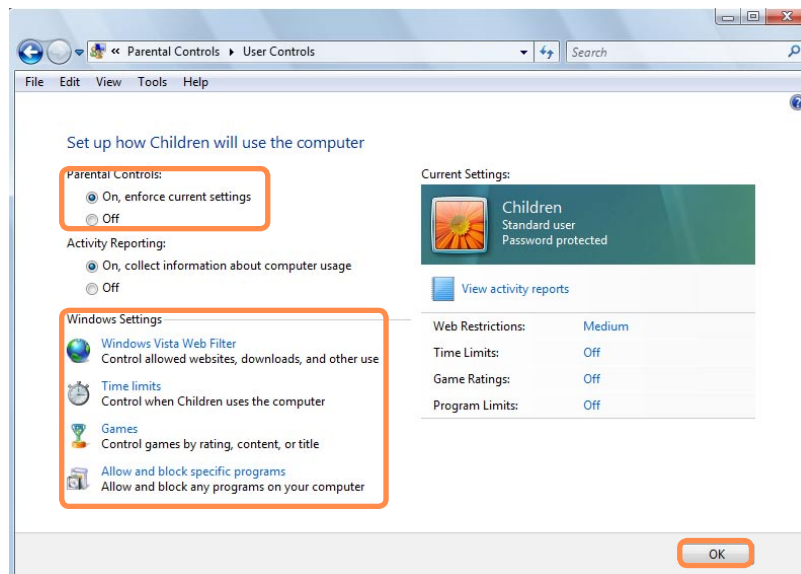 « Parental Controls ▸ User Controls
Search
File Edit View Tools Help
Set up how Children will use the computer
Parental Controls:
On, enforce current settings
Off
Activity Reporting:
On, collect information about computer usage
Off
Windows Settings
Windows Vista Web Filter
Control allowed websites, downloads, and other use
Time limits
Control when Children uses the computer
Games
Control games by rating, content, or title
Allow and block specific programs
Allow and block any programs on your computer
Current Settings:
Children
Standard user
Password protected
View activity reports
Web Restrictions: Medium
Time Limits: Off
Game Ratings: Off
Program Limits: Off
OK